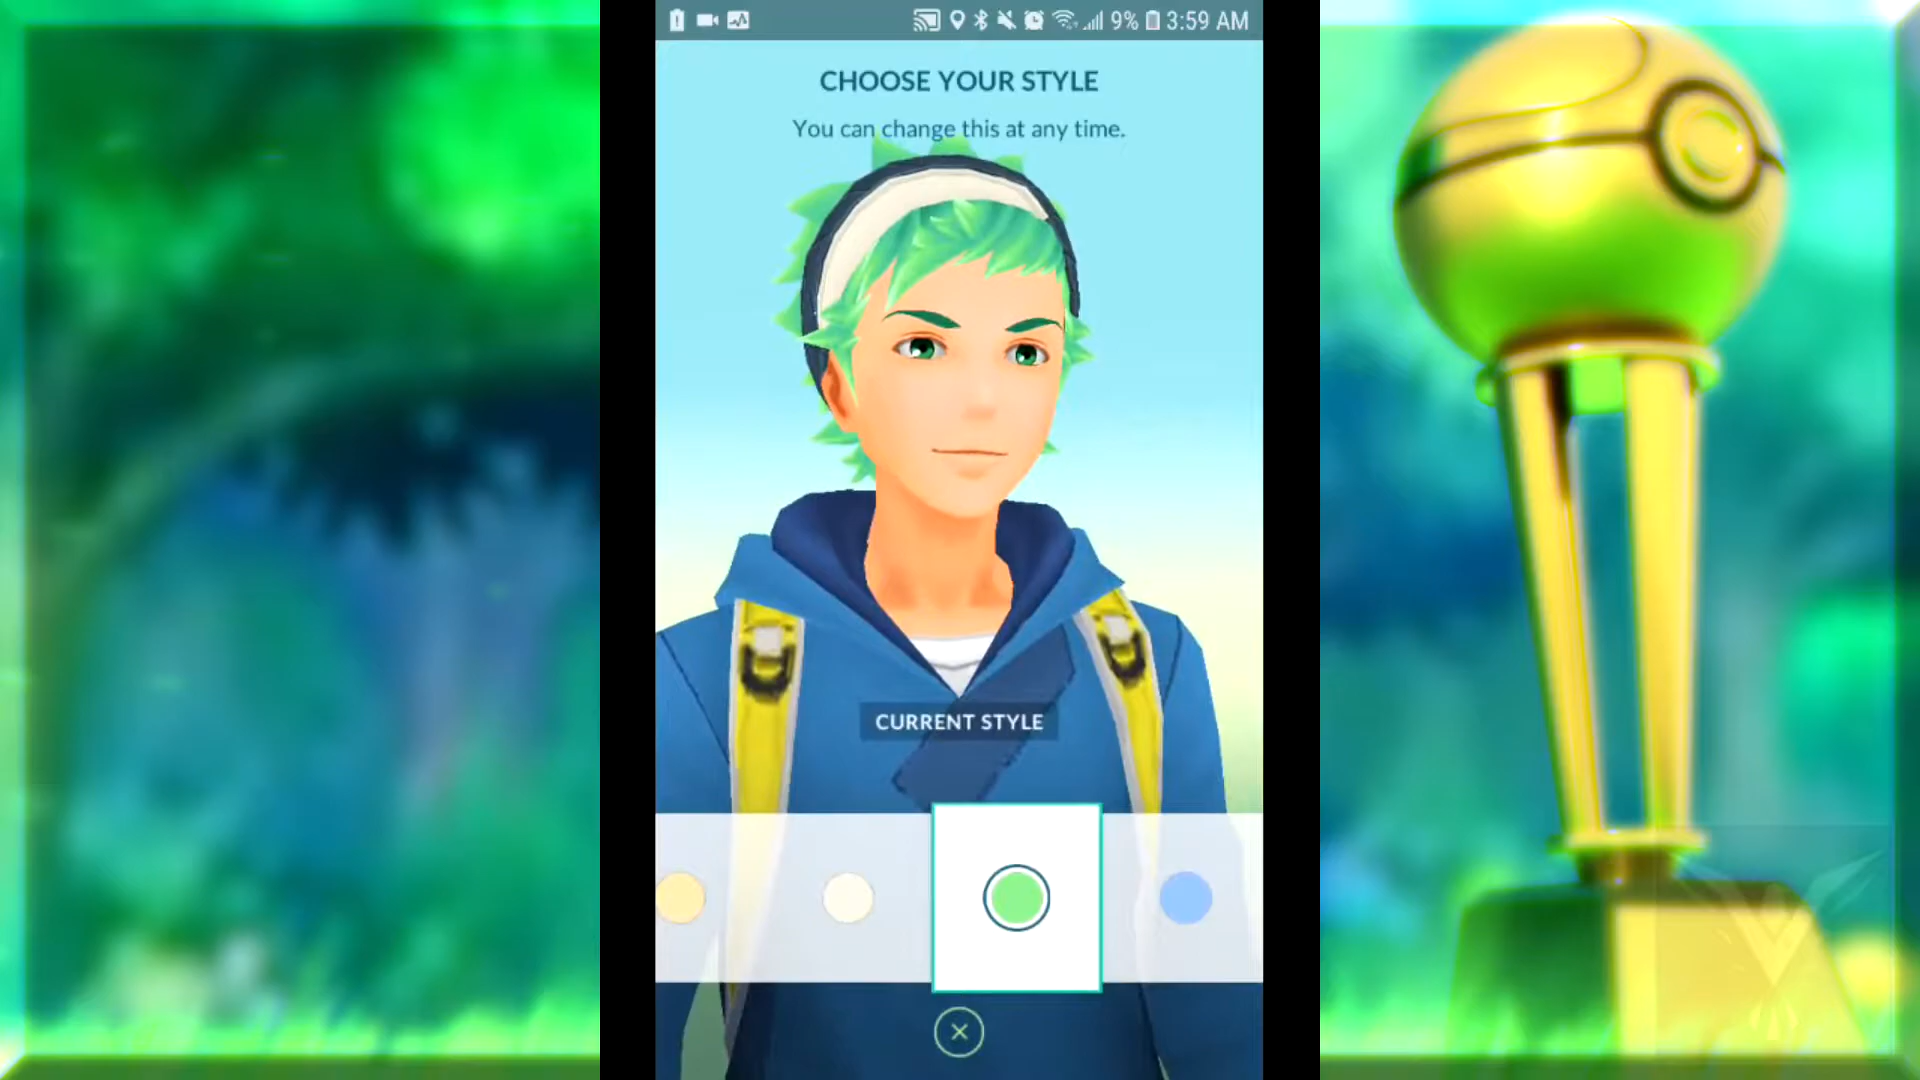 9% 3:59 AM
CHOOSE YOUR STYLE
You can change this at any time.
CURRENT STYLE